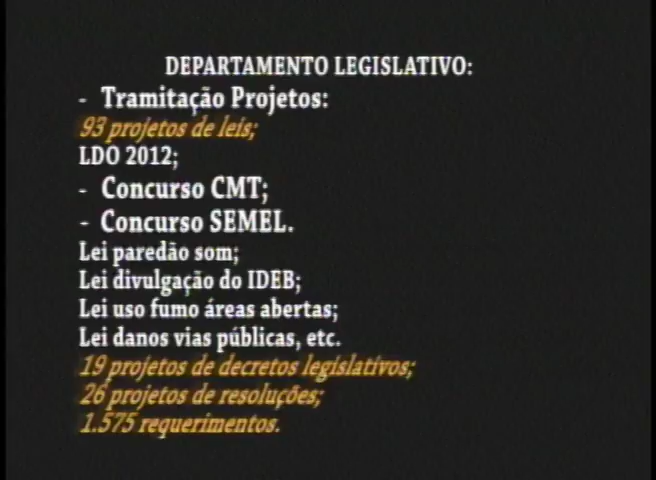 DEPARTAMENTO LEGISLATIVO:
- Tramitação Projetos:
93 projetos de leis;
LDO 2012;
- Concurso CMT;
- Concurso SEMEL.
Lei paredão som;
Lei divulgação do IDEB;
Lei uso fumo áreas abertas;
Lei danos vias públicas, etc.
19 projetos de decretos legislativos;
26 projetos de resoluções;
1.575 requerimentos.